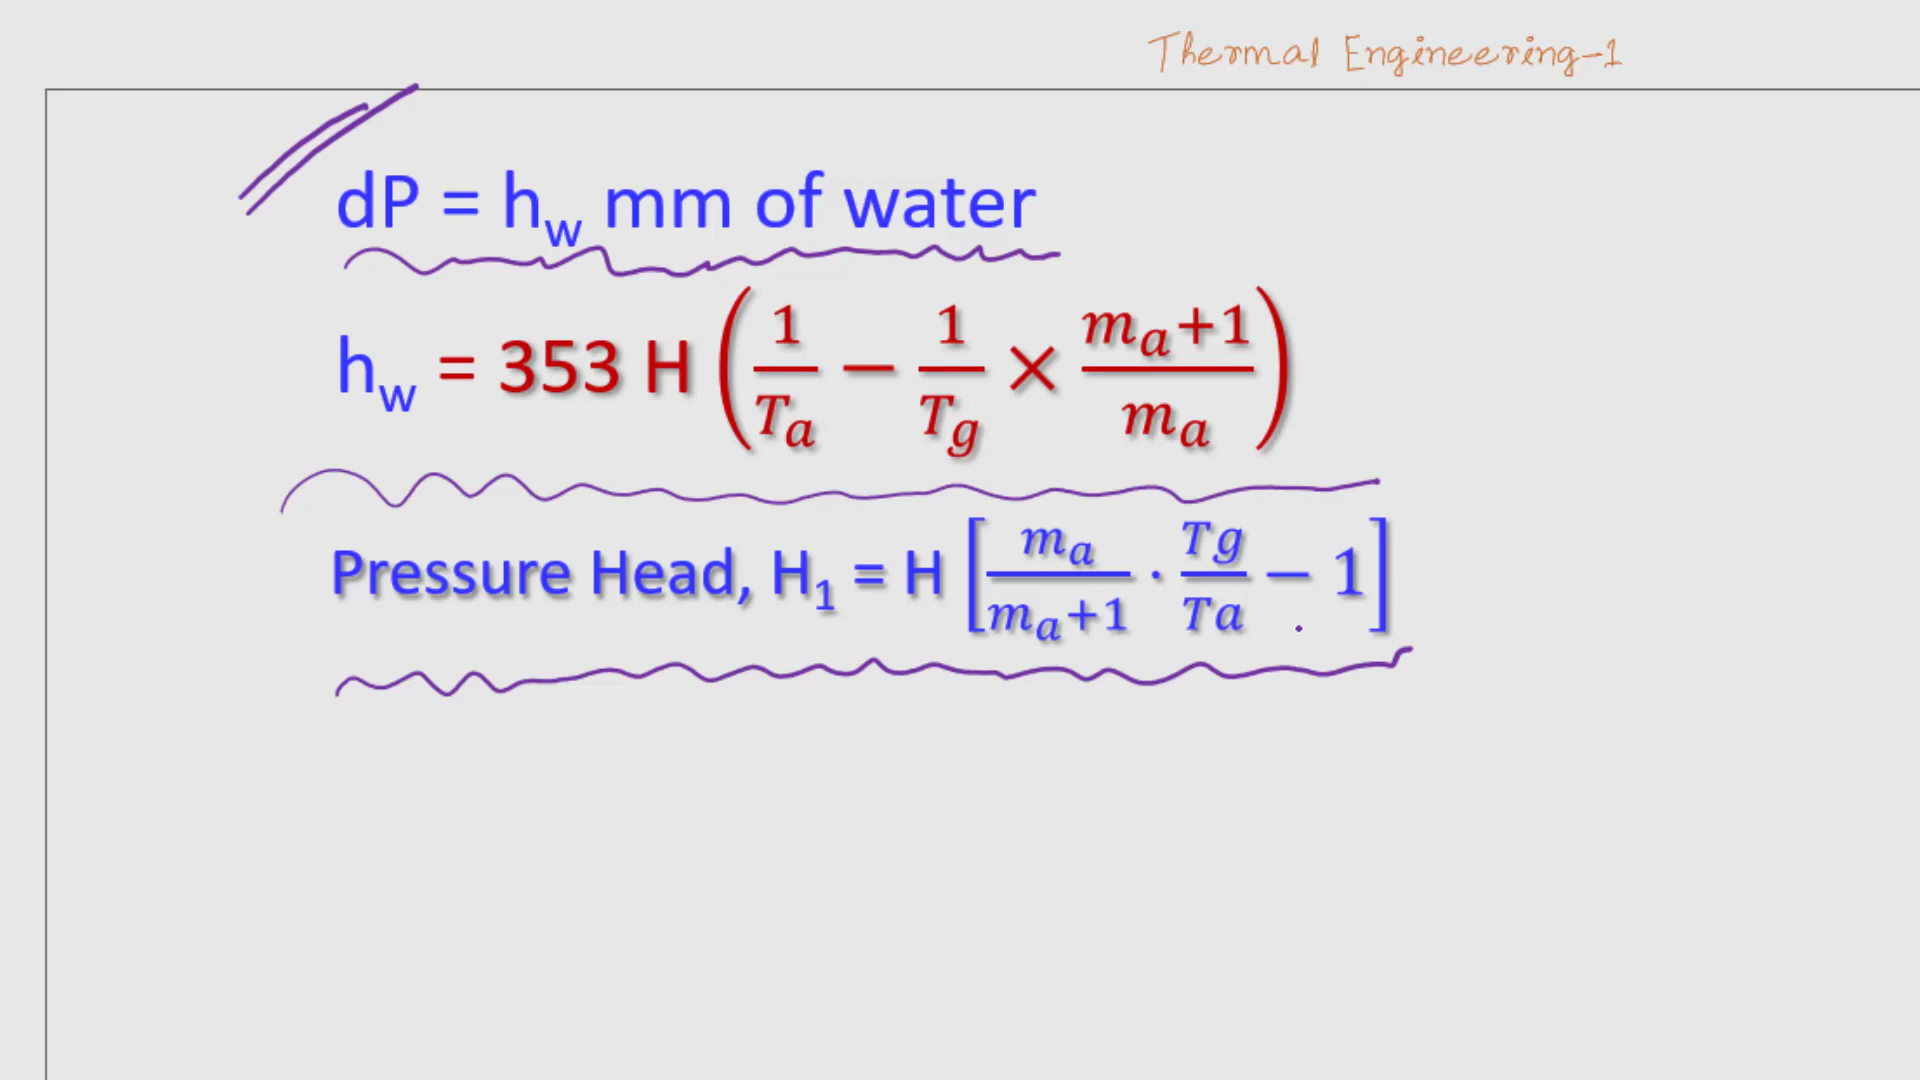 Thermal Engineering-1
dP = h_w mm of water
h_w = 353 H (1/T_a − 1/T_g × (m_a+1)/m_a)
Pressure Head, H_1 = H [m_a/(m_a+1) · Tg/Ta − 1]